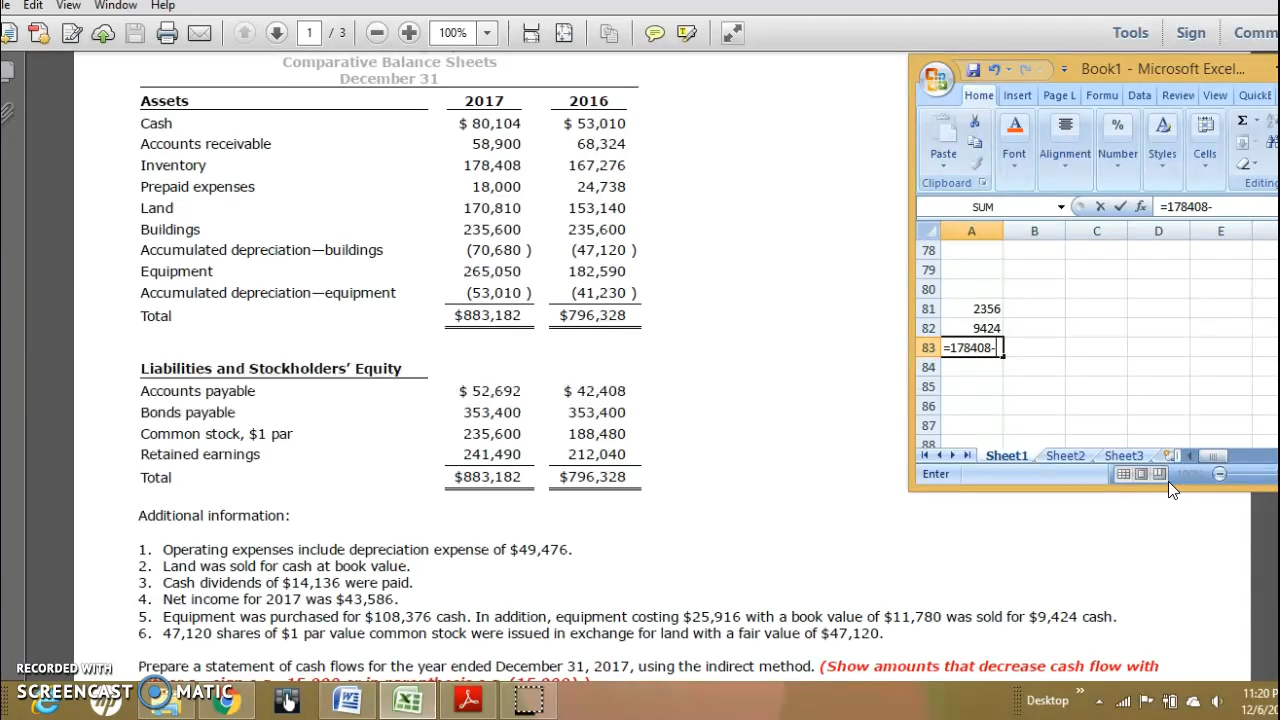 le Edit View Window Help
1 / 3 100% Tools Sign Comm
Comparative Balance Sheets
December 31
Assets 2017 2016
Cash $ 80,104 $ 53,010
Accounts receivable 58,900 68,324
Inventory 178,408 167,276
Prepaid expenses 18,000 24,738
Land 170,810 153,140
Buildings 235,600 235,600
Accumulated depreciation—buildings (70,680 ) (47,120 )
Equipment 265,050 182,590
Accumulated depreciation—equipment (53,010 ) (41,230 )
Total $883,182 $796,328
Liabilities and Stockholders’ Equity
Accounts payable $ 52,692 $ 42,408
Bonds payable 353,400 353,400
Common stock, $1 par 235,600 188,480
Retained earnings 241,490 212,040
Total $883,182 $796,328
Additional information:
1. Operating expenses include depreciation expense of $49,476.
2. Land was sold for cash at book value.
3. Cash dividends of $14,136 were paid.
4. Net income for 2017 was $43,586.
5. Equipment was purchased for $108,376 cash. In addition, equipment costing $25,916 with a book value of $11,780 was sold for $9,424 cash.
6. 47,120 shares of $1 par value common stock were issued in exchange for land with a fair value of $47,120.
Prepare a statement of cash flows for the year ended December 31, 2017, using the indirect method. (Show amounts that decrease cash flow with
Book1 - Microsoft Excel...
Home Insert Page L Formu Data Review View QuickB
Paste Font Alignment Number Styles Cells
Clipboard Editing
SUM =178408-
A B C D E
78
79
80
81 2356
82 9424
83 =178408-
84
85
86
87
88
Sheet1 Sheet2 Sheet3
Enter 100%
RECORDED WITH
SCREENCAST MATIC
Desktop 11:20 P
12/6/20